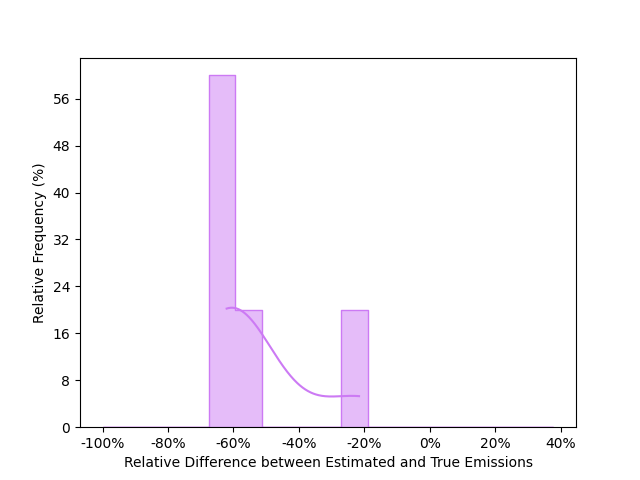 Relative Frequency (%)
56
48
40
32
24
16
8
0
-100% -80% -60% -40% -20% 0% 20% 40%
Relative Difference between Estimated and True Emissions